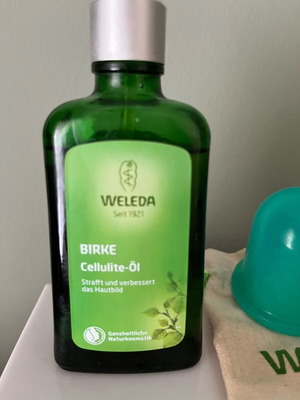 WELEDA
Seit 1921
BIRKE
Cellulite-Öl
Strafft und verbessert
das Hautbild
Ganzheitliche
Naturkosmetik
W